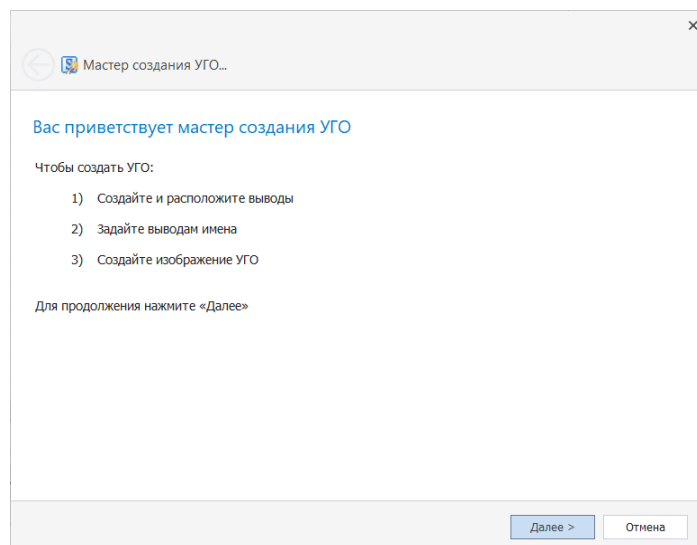 Мастер создания УГО...
Вас приветствует мастер создания УГО
Чтобы создать УГО:
1) Создайте и расположите выводы
2) Задайте выводам имена
3) Создайте изображение УГО
Для продолжения нажмите «Далее»
Далее > Отмена